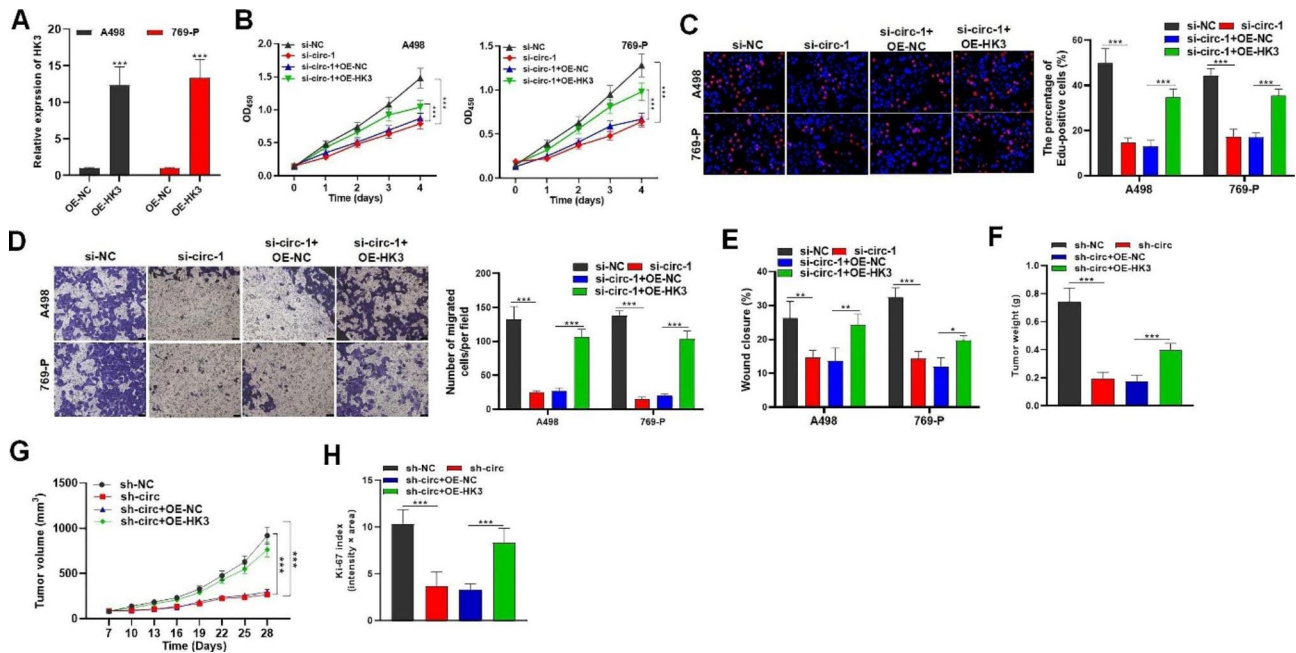 A
Relative expression of HK3
A498
769-P
20
15
10
5
0
***
***
OE-NC
OE-HK3
OE-NC
OE-HK3
B
A498
si-NC
si-circ-1
si-circ-1+OE-NC
si-circ-1+OE-HK3
OD450
2.0
1.5
1.0
0.5
0.0
0 1 2 3 4
Time (days)
***
***
769-P
si-NC
si-circ-1
si-circ-1+OE-NC
si-circ-1+OE-HK3
OD450
1.5
1.0
0.5
0.0
0 1 2 3 4
Time (days)
***
***
C
si-NC
si-circ-1
si-circ-1+
OE-NC
si-circ-1+
OE-HK3
A498
769-P
si-NC
si-circ-1
si-circ-1+OE-NC
si-circ-1+OE-HK3
The percentage of
Edu-positive cells (%)
60
40
20
0
***
***
***
***
A498
769-P
D
si-NC
si-circ-1
si-circ-1+
OE-NC
si-circ-1+
OE-HK3
A498
769-P
si-NC
si-circ-1
si-circ-1+OE-NC
si-circ-1+OE-HK3
Number of migrated
cells/per field
200
150
100
50
0
***
***
***
***
A498
769-P
E
si-NC
si-circ-1
si-circ-1+OE-NC
si-circ-1+OE-HK3
Wound closure (%)
40
30
20
10
0
**
**
***
*
A498
769-P
F
sh-NC
sh-circ
sh-circ+OE-NC
sh-circ+OE-HK3
Tumor weight (g)
1.0
0.8
0.6
0.4
0.2
0.0
***
***
G
sh-NC
sh-circ
sh-circ+OE-NC
sh-circ+OE-HK3
Tumor volume (mm3)
1500
1000
500
0
7 10 13 16 19 22 25 28
Time (Days)
***
***
H
sh-NC
sh-circ
sh-circ+OE-NC
sh-circ+OE-HK3
Ki-67 index
(intensity × area)
15
10
5
0
***
***